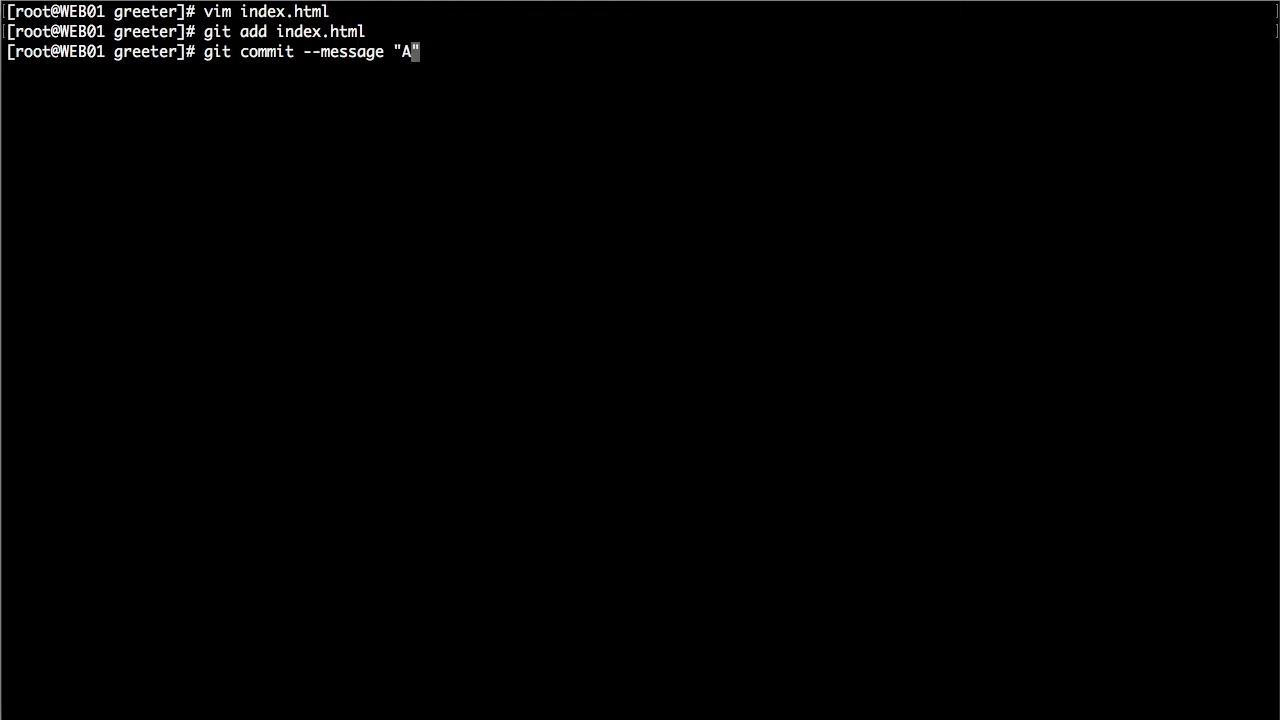 [root@WEB01 greeter]# vim index.html
[root@WEB01 greeter]# git add index.html
[root@WEB01 greeter]# git commit --message "A"